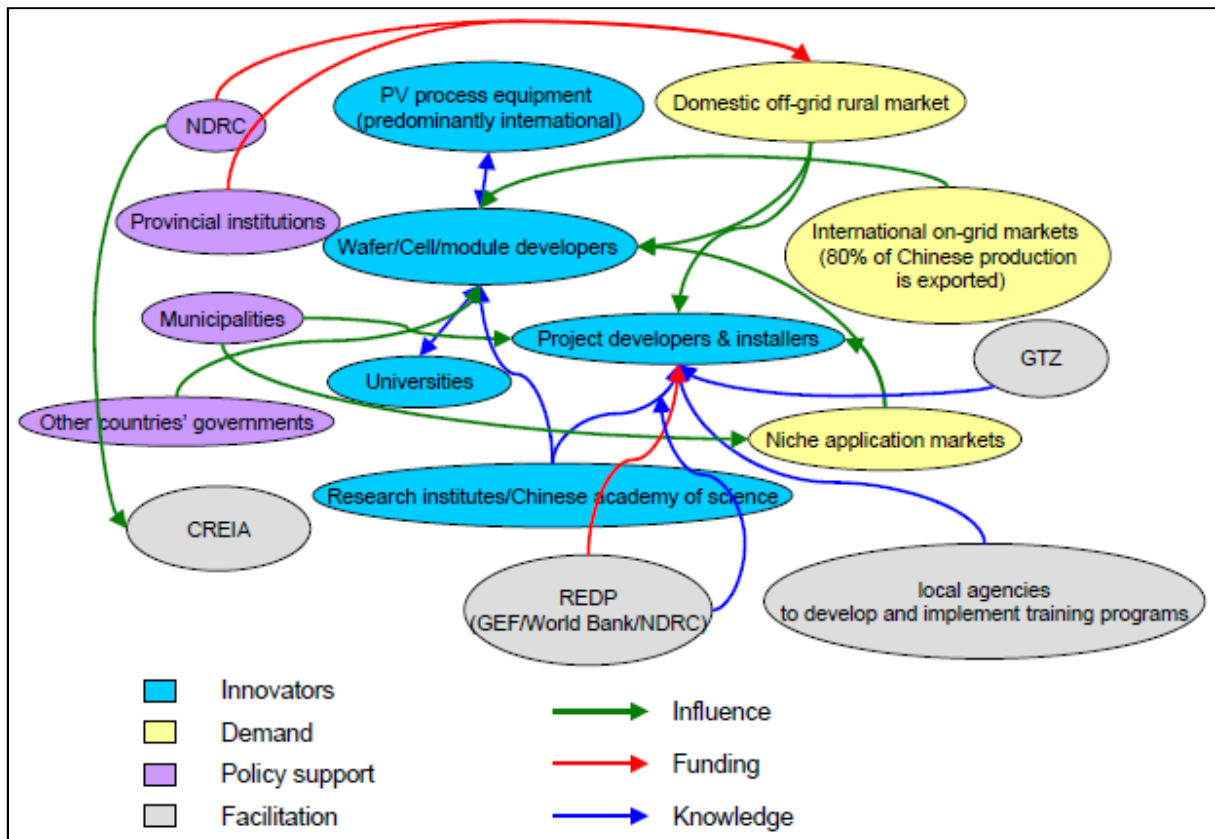 PV process equipment
(predominantly international)
Domestic off-grid rural market
NDRC
Provincial institutions
Wafer/Cell/module developers
International on-grid markets
(80% of Chinese production
is exported)
Municipalities
Project developers & installers
GTZ
Universities
Other countries' governments
Niche application markets
Research institutes/Chinese academy of science
CREIA
REDP
(GEF/World Bank/NDRC)
local agencies
to develop and implement training programs
Innovators
Demand
Policy support
Facilitation
Influence
Funding
Knowledge